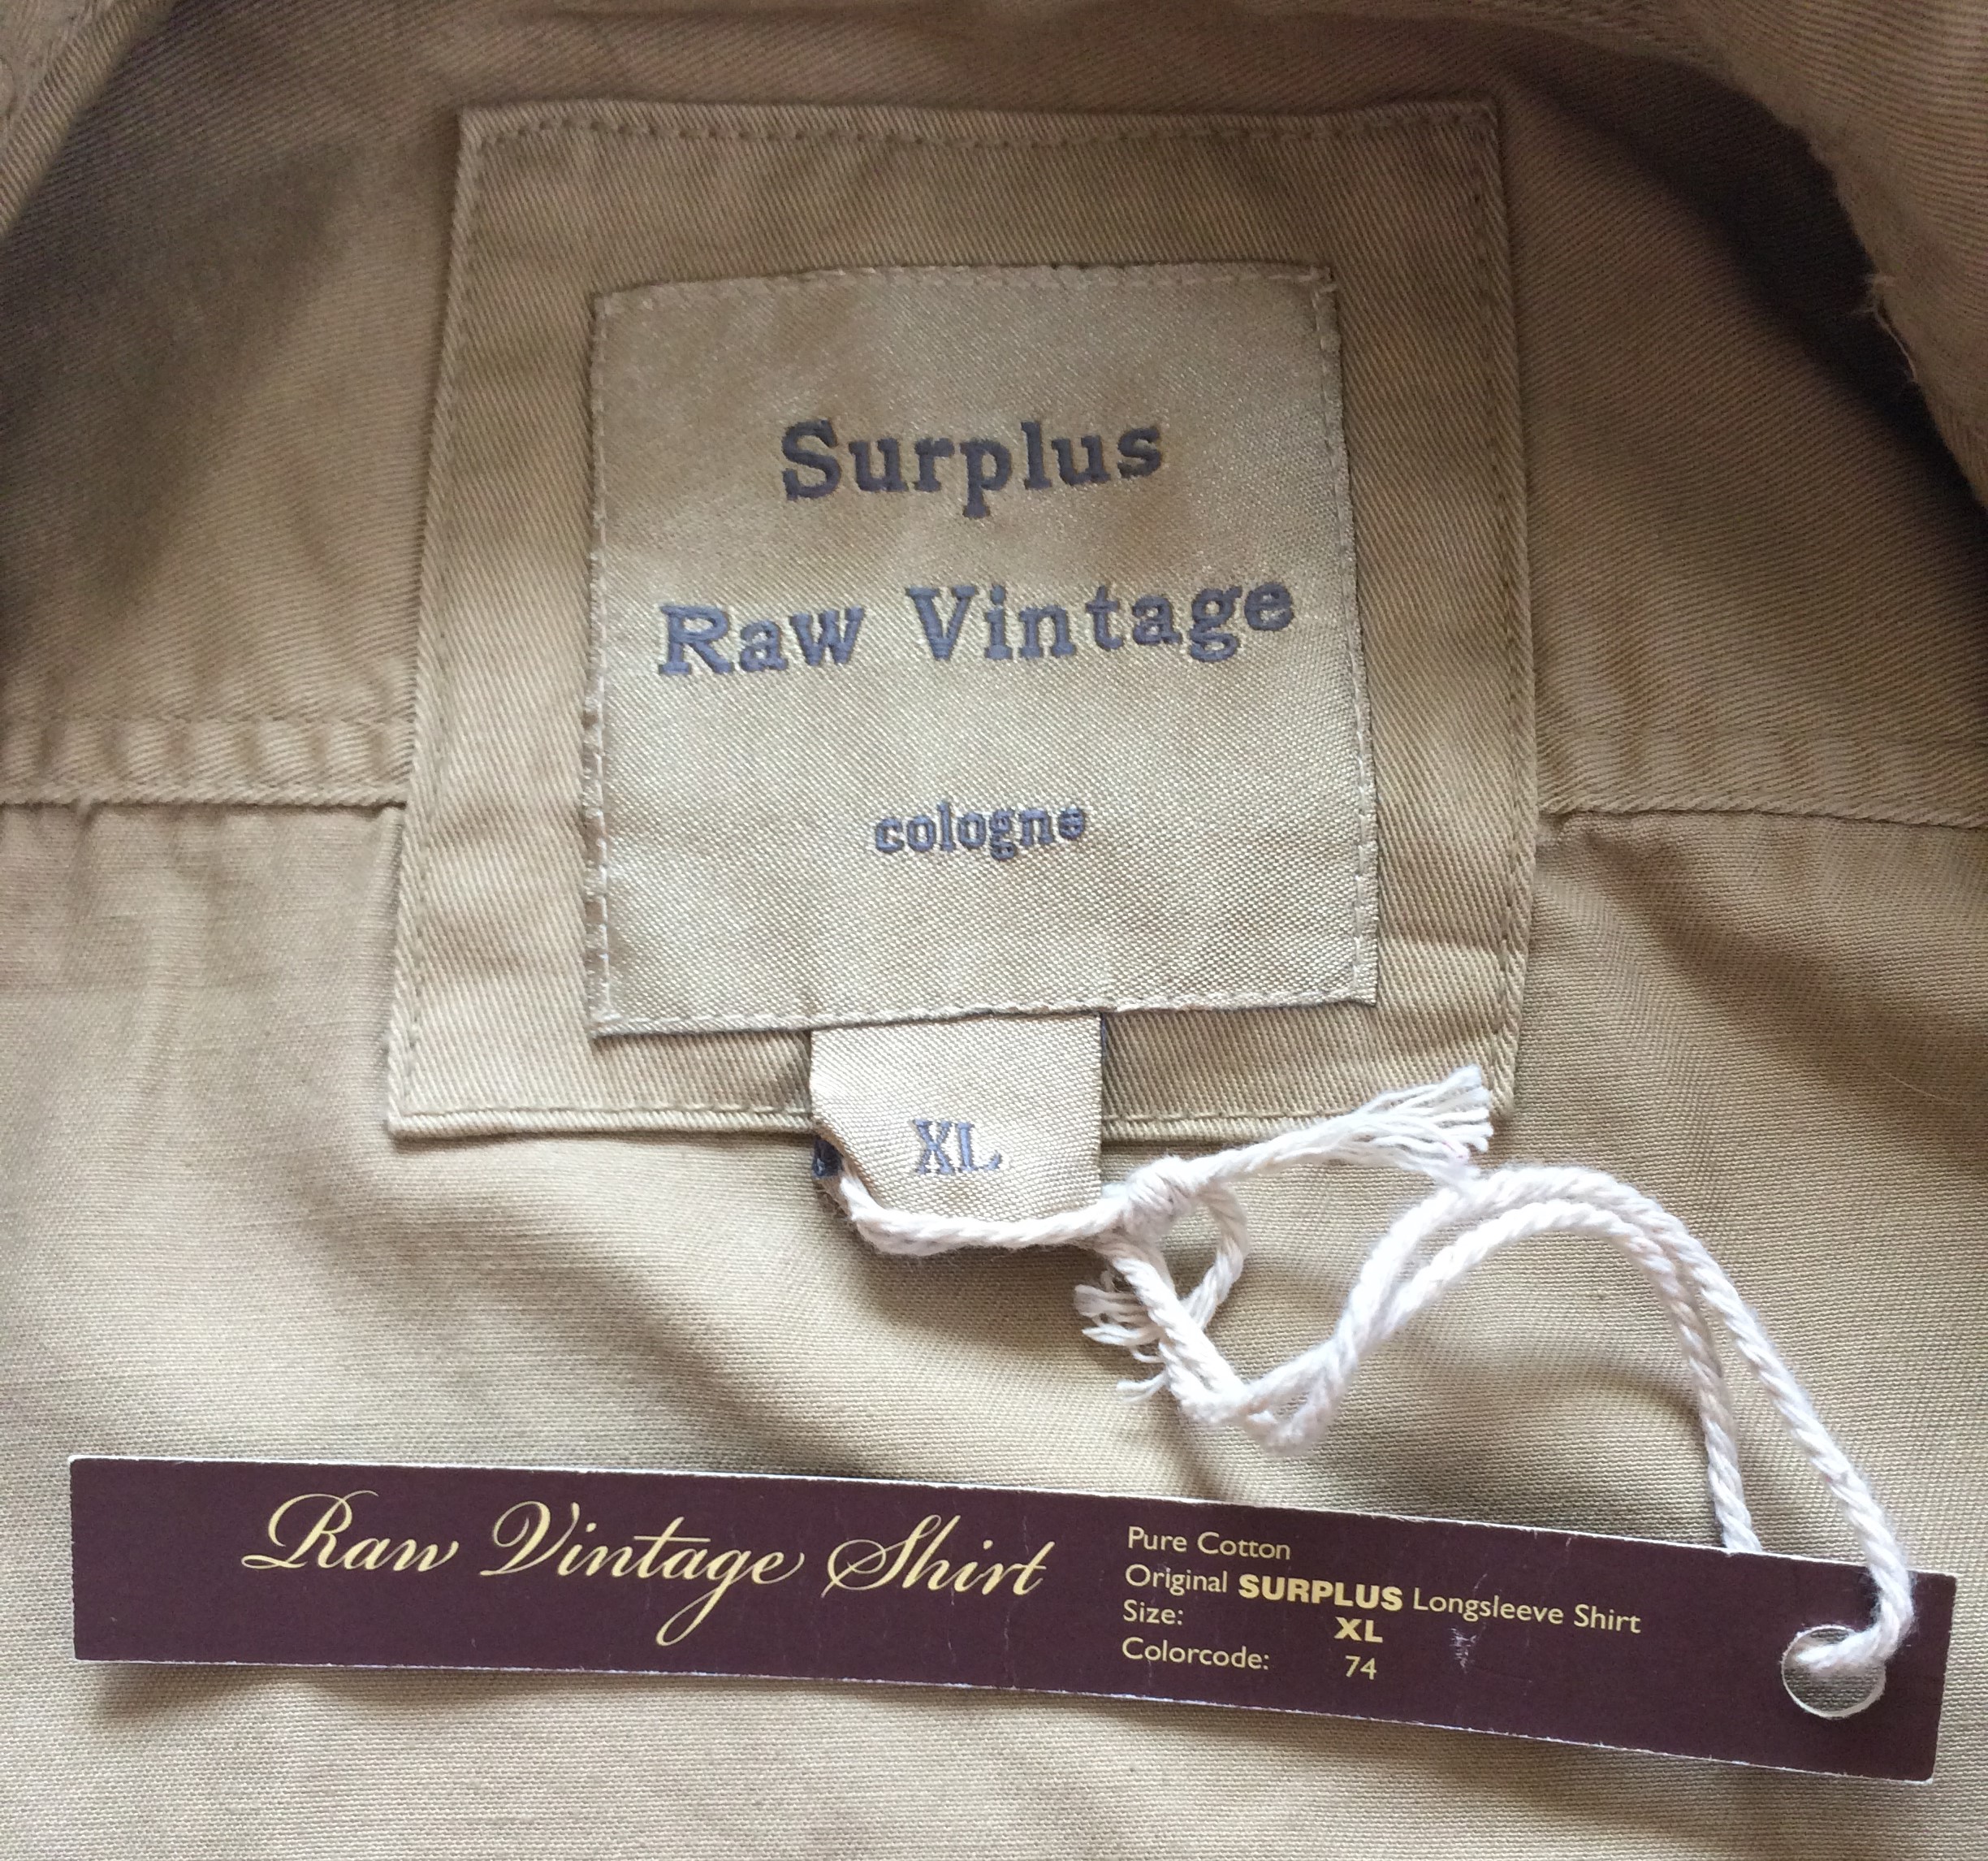 Surplus
Raw Vintage
cologne
XL
Raw Vintage Shirt
Pure Cotton
Original SURPLUS Longsleeve Shirt
Size: XL
Colorcode: 74